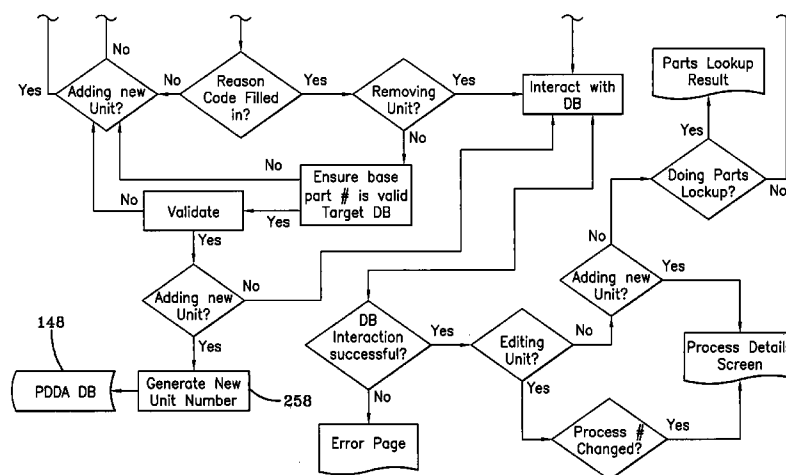 No
Yes
Adding new
Unit?
No
Reason
Code Filled
in?
Yes
Removing
Unit?
Yes
Interact with
DB
Parts Lookup
Result
No
Yes
No
Ensure base
part # is valid
Target DB
Doing Parts
Lockup?
No
No
Validate
Yes
Yes
No
Adding new
Unit?
No
Adding new
Unit?
Yes
Yes
DB
Interaction
successful?
Yes
Editing
Unit?
No
Process Details
Screen
148
PDDA DB
Generate New
Unit Number
258
No
Yes
Error Page
Process #
Changed?
Yes